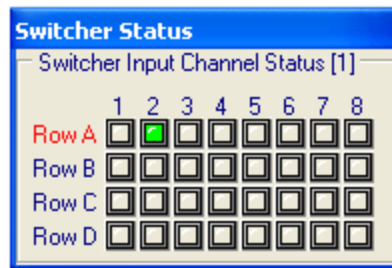 Switcher Status
Switcher Input Channel Status [1]
1 2 3 4 5 6 7 8
Row A
Row B
Row C
Row D